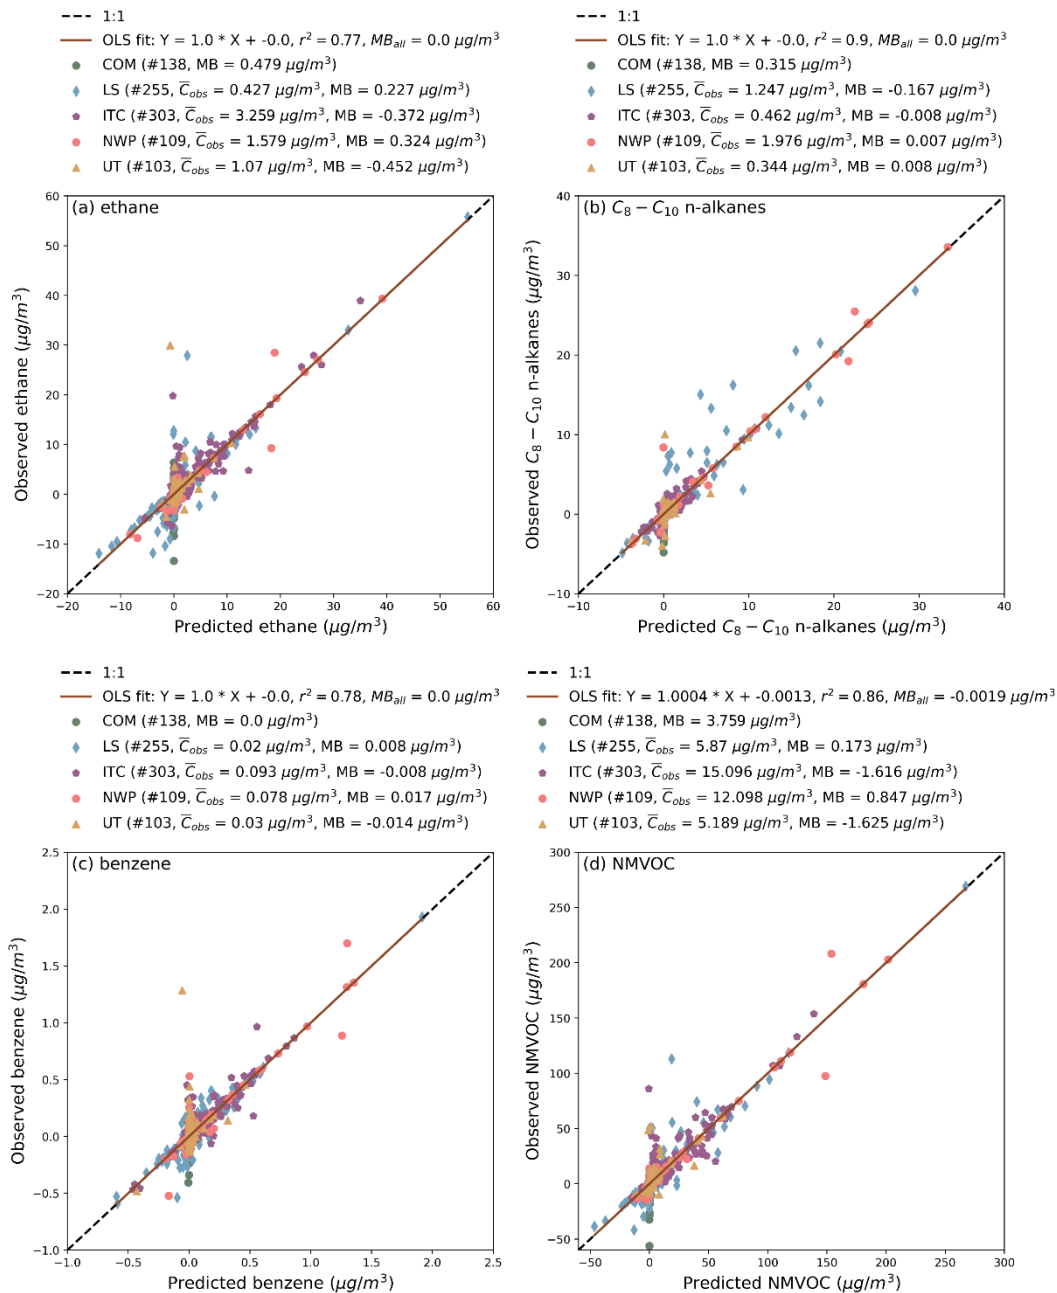 1:1
OLS fit: Y = 1.0 * X + -0.0, r² = 0.77, MB_all = 0.0 μg/m³
COM (#138, MB = 0.479 μg/m³)
LS (#255, C̅_obs = 0.427 μg/m³, MB = 0.227 μg/m³)
ITC (#303, C̅_obs = 3.259 μg/m³, MB = -0.372 μg/m³)
NWP (#109, C̅_obs = 1.579 μg/m³, MB = 0.324 μg/m³)
UT (#103, C̅_obs = 1.07 μg/m³, MB = -0.452 μg/m³)
(a) ethane
60
50
40
30
20
10
0
−10
−20
Observed ethane (μg/m³)
−20 −10 0 10 20 30 40 50 60
Predicted ethane (μg/m³)
1:1
OLS fit: Y = 1.0 * X + -0.0, r² = 0.9, MB_all = 0.0 μg/m³
COM (#138, MB = 0.315 μg/m³)
LS (#255, C̅_obs = 1.247 μg/m³, MB = -0.167 μg/m³)
ITC (#303, C̅_obs = 0.462 μg/m³, MB = -0.008 μg/m³)
NWP (#109, C̅_obs = 1.976 μg/m³, MB = 0.007 μg/m³)
UT (#103, C̅_obs = 0.344 μg/m³, MB = 0.008 μg/m³)
(b) C₈ − C₁₀ n-alkanes
40
30
20
10
0
−10
Observed C₈ − C₁₀ n-alkanes (μg/m³)
−10 0 10 20 30 40
Predicted C₈ − C₁₀ n-alkanes (μg/m³)
1:1
OLS fit: Y = 1.0 * X + -0.0, r² = 0.78, MB_all = 0.0 μg/m³
COM (#138, MB = 0.0 μg/m³)
LS (#255, C̅_obs = 0.02 μg/m³, MB = 0.008 μg/m³)
ITC (#303, C̅_obs = 0.093 μg/m³, MB = -0.008 μg/m³)
NWP (#109, C̅_obs = 0.078 μg/m³, MB = 0.017 μg/m³)
UT (#103, C̅_obs = 0.03 μg/m³, MB = -0.014 μg/m³)
(c) benzene
2.5
2.0
1.5
1.0
0.5
0.0
−0.5
−1.0
Observed benzene (μg/m³)
−1.0 −0.5 0.0 0.5 1.0 1.5 2.0 2.5
Predicted benzene (μg/m³)
1:1
OLS fit: Y = 1.0004 * X + -0.0013, r² = 0.86, MB_all = -0.0019 μg/m³
COM (#138, MB = 3.759 μg/m³)
LS (#255, C̅_obs = 5.87 μg/m³, MB = 0.173 μg/m³)
ITC (#303, C̅_obs = 15.096 μg/m³, MB = -1.616 μg/m³)
NWP (#109, C̅_obs = 12.098 μg/m³, MB = 0.847 μg/m³)
UT (#103, C̅_obs = 5.189 μg/m³, MB = -1.625 μg/m³)
(d) NMVOC
300
250
200
150
100
50
0
−50
Observed NMVOC (μg/m³)
−50 0 50 100 150 200 250 300
Predicted NMVOC (μg/m³)